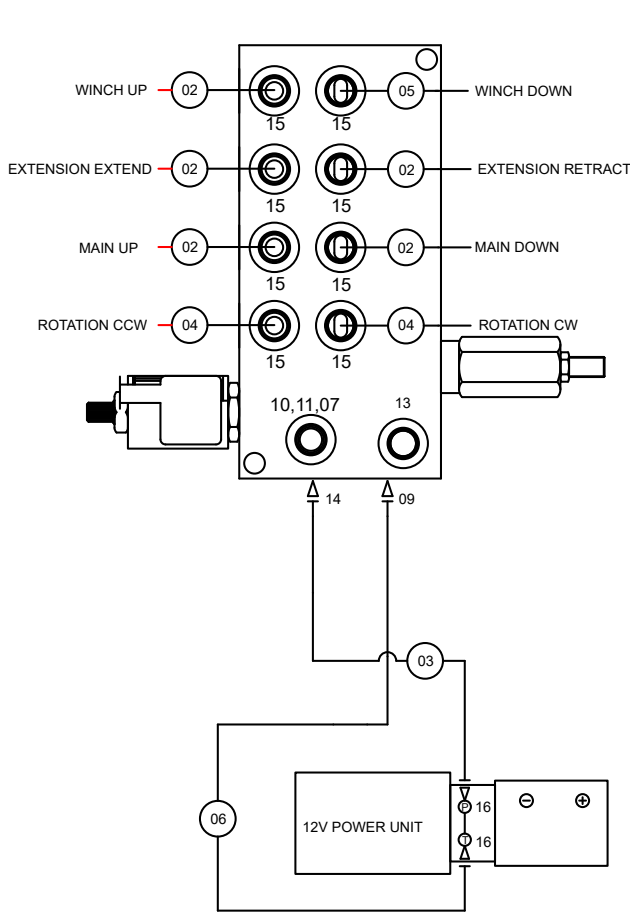 WINCH UP 02 05 WINCH DOWN
15 15
EXTENSION EXTEND 02 02 EXTENSION RETRACT
15 15
MAIN UP 02 02 MAIN DOWN
15 15
ROTATION CCW 04 04 ROTATION CW
15 15
10,11,07 13
14 09
03
P 16
06 12V POWER UNIT
T 16